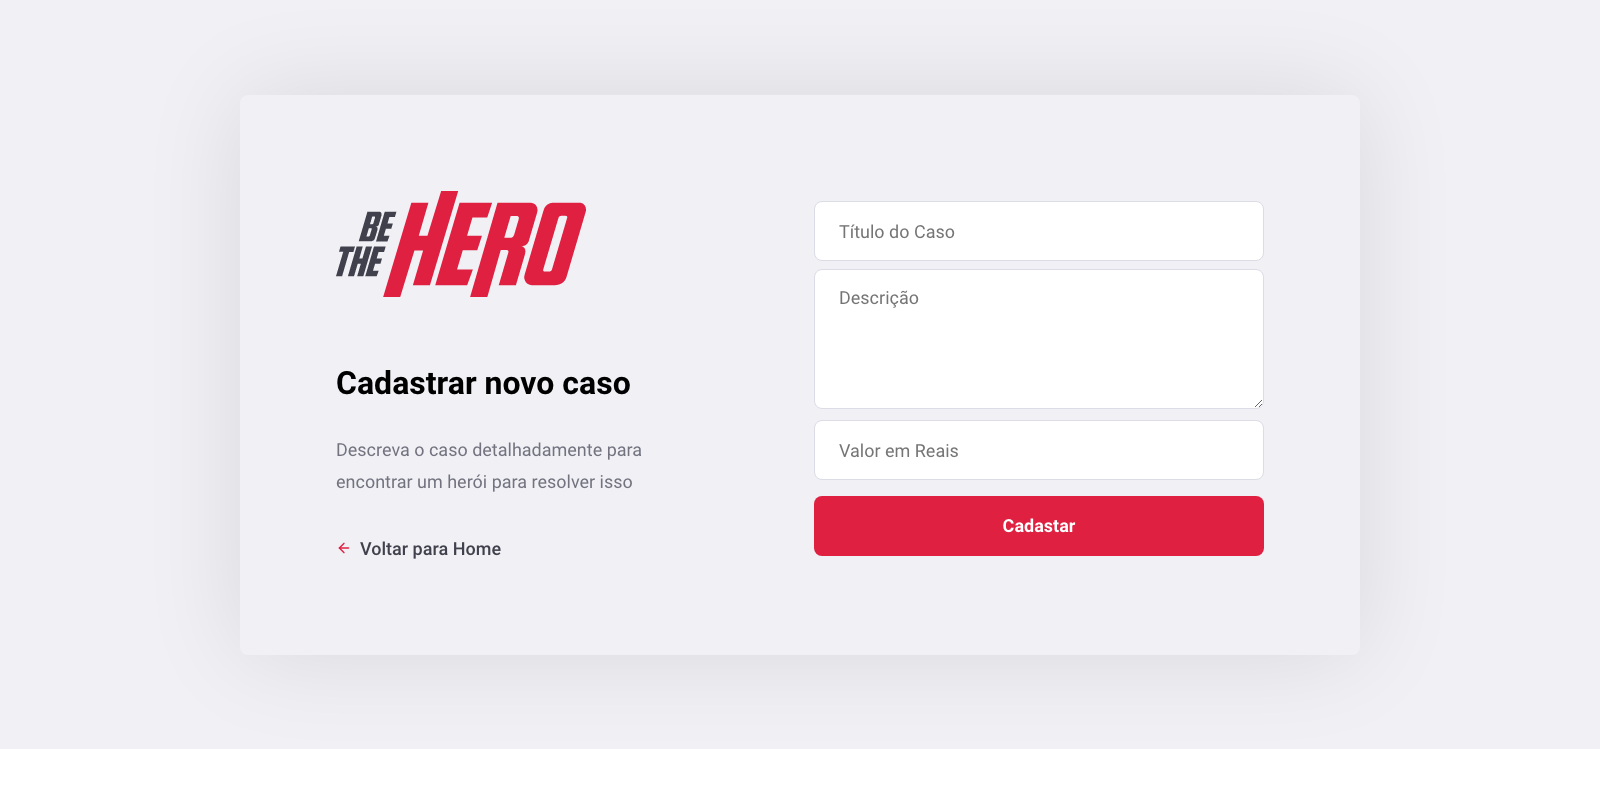 BE
THE
HERO
Cadastrar novo caso
Descreva o caso detalhadamente para
encontrar um herói para resolver isso
Voltar para Home
Título do Caso
Descrição
Valor em Reais
Cadastar